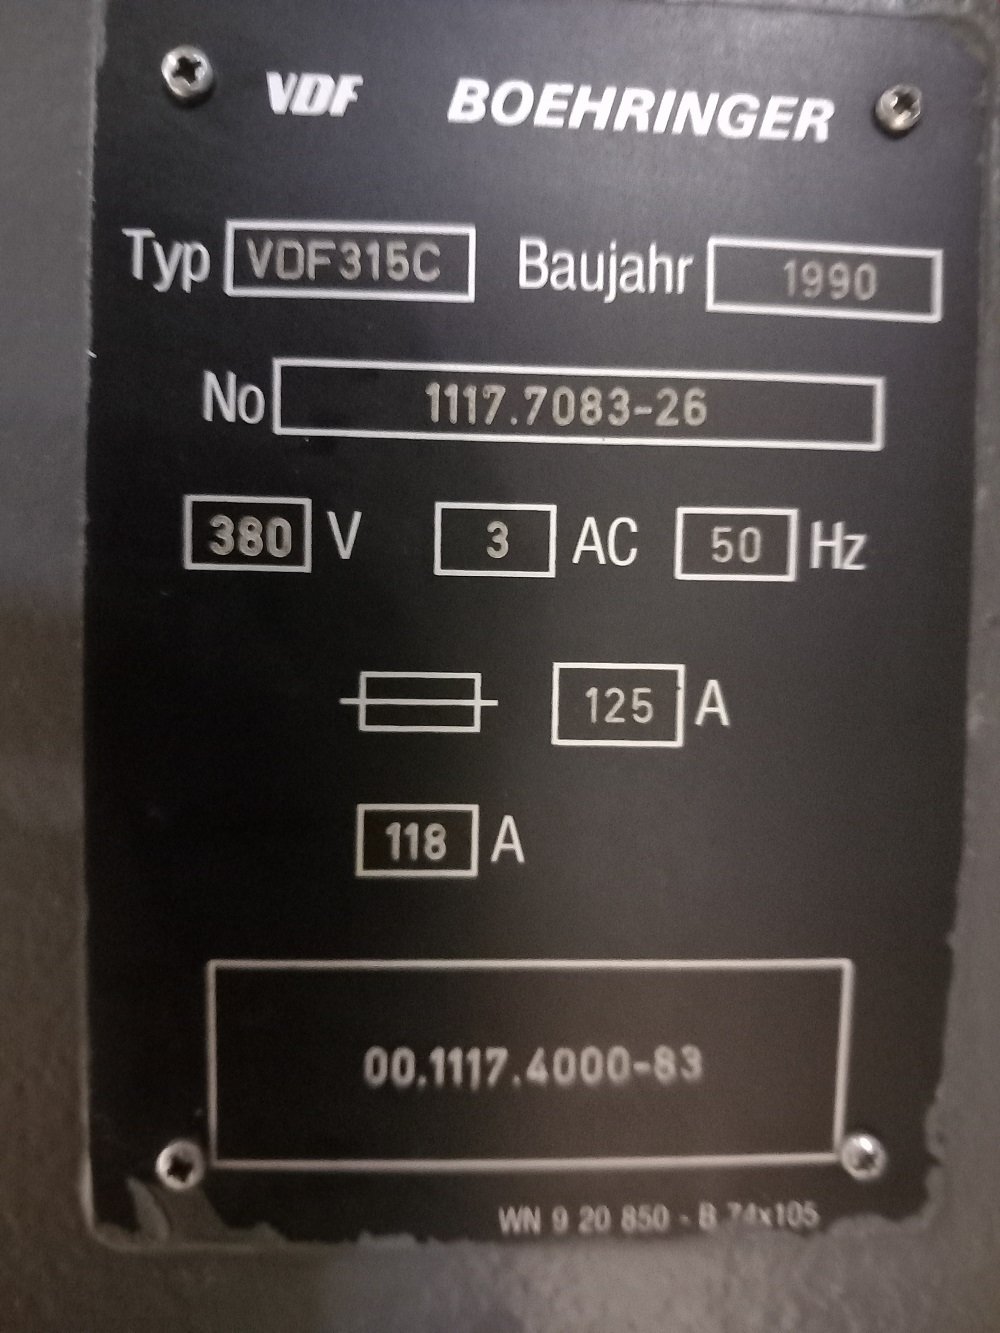 VDF BOEHRINGER
Typ VDF315C Baujahr 1990
No 1117.7083-26
380 V 3 AC 50 Hz
125 A
118 A
00.1117.4000-83
WN 9 20 850 - B 74x105